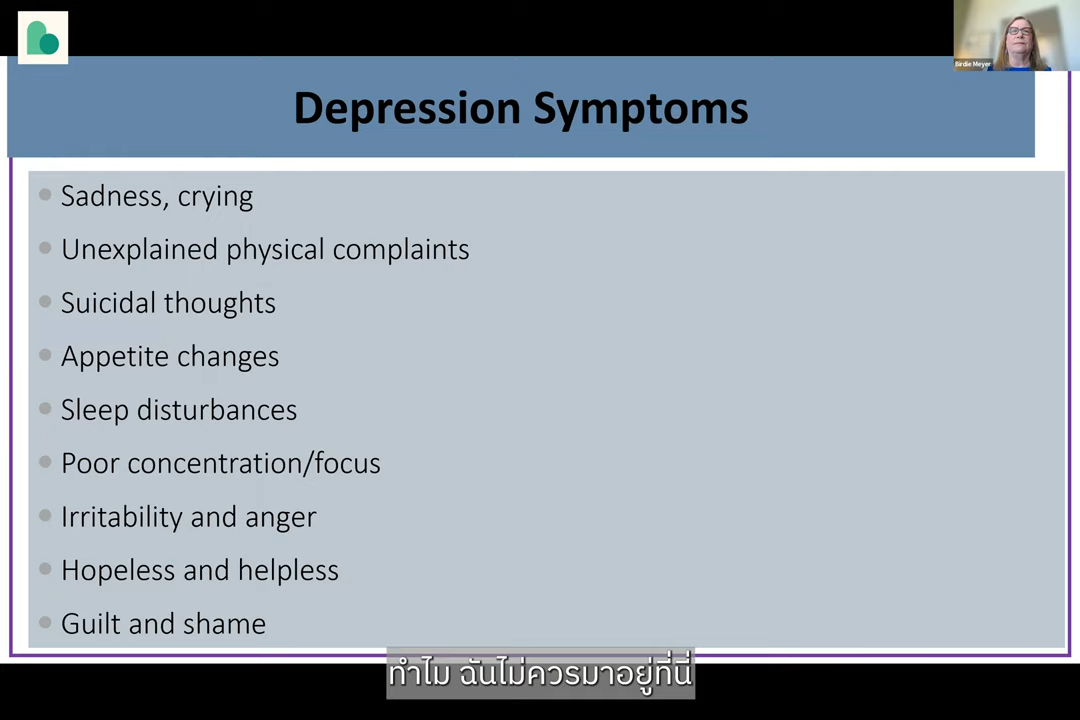 Birdie Meyer
Depression Symptoms
Sadness, crying
Unexplained physical complaints
Suicidal thoughts
Appetite changes
Sleep disturbances
Poor concentration/focus
Irritability and anger
Hopeless and helpless
Guilt and shame
ทำไม ฉันไม่ควรมาอยู่ที่นี่